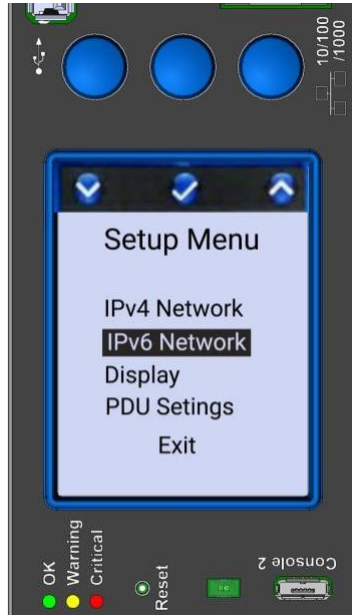 10/100
/1000
Setup Menu
IPv4 Network
IPv6 Network
Display
PDU Setings
Exit
OK
Warning
Critical
Reset
Console 2